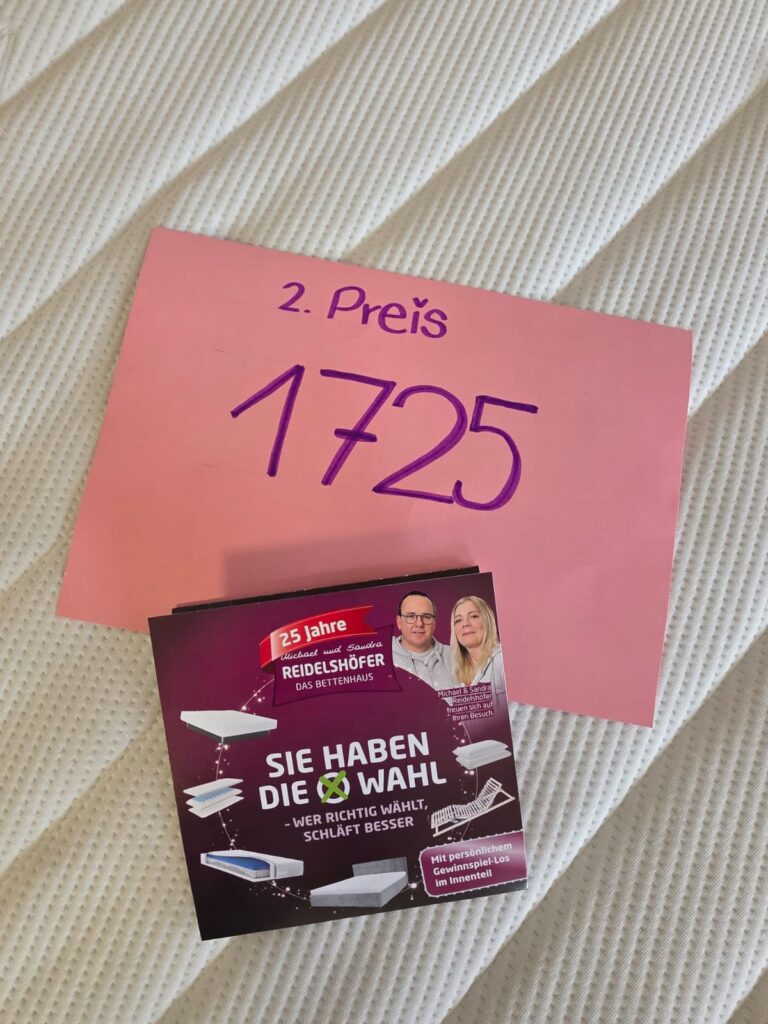 2. Preis
1725
25 Jahre
Michael und Sandra
REIDELSHÖFER
DAS BETTENHAUS
Michael & Sandra
Reidelshöfer
freuen sich auf
Ihren Besuch.
SIE HABEN
DIE WAHL
- WER RICHTIG WÄHLT,
SCHLÄFT BESSER
Mit persönlichem
Gewinnspiel-Los
im Innenteil